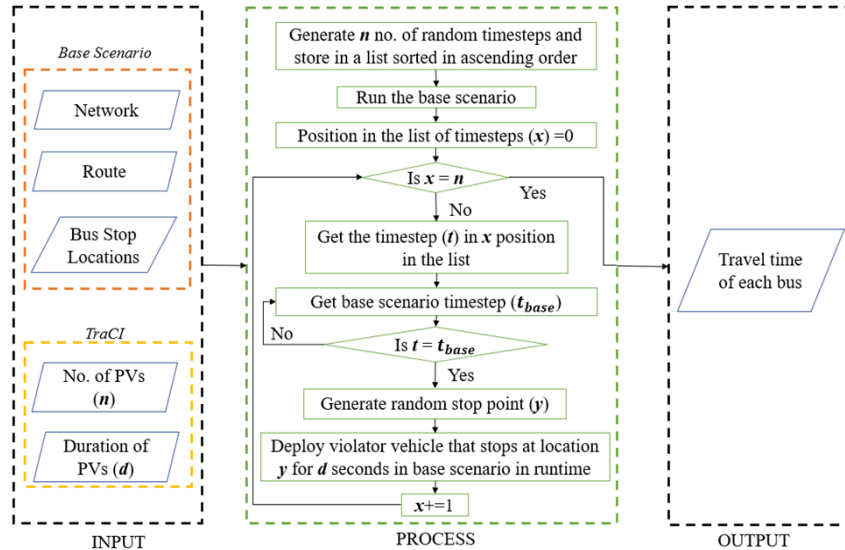 Base Scenario
Network
Route
Bus Stop
Locations
TraCI
No. of PVs
(n)
Duration of
PVs (d)
INPUT
Generate n no. of random timesteps and
store in a list sorted in ascending order
Run the base scenario
Position in the list of timesteps (x) =0
Is x = n
Yes
No
Get the timestep (t) in x position
in the list
Get base scenario timestep (t_base)
No
Is t = t_base
Yes
Generate random stop point (y)
Deploy violator vehicle that stops at location
y for d seconds in base scenario in runtime
x+=1
PROCESS
Travel time
of each bus
OUTPUT